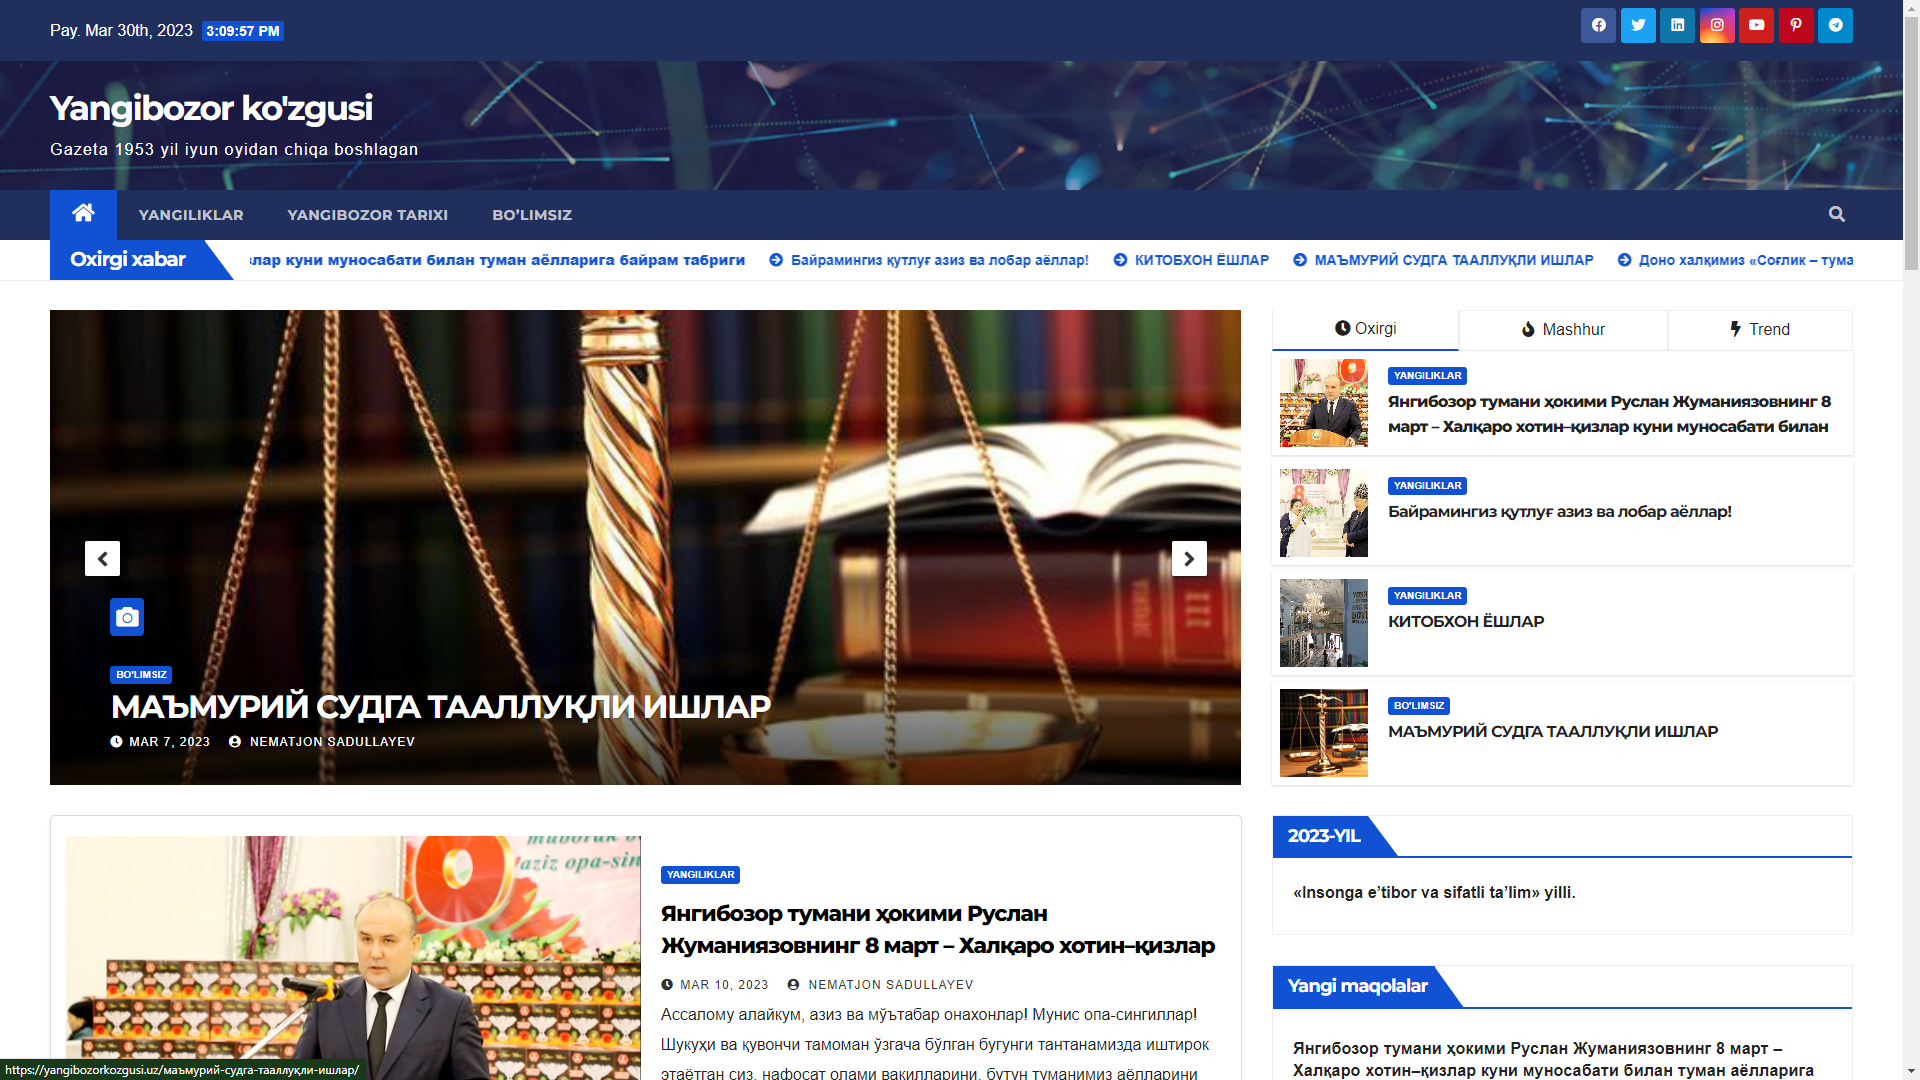 Pay. Mar 30th, 2023 3:09:57 PM
Yangibozor ko'zgusi
Gazeta 1953 yil iyun oyidan chiqa boshlagan
YANGILIKLAR YANGIBOZOR TARIXI BO'LIMSIZ
Oxirgi xabar
куни муносабати билан туман аёлларига байрам табриги Байрамингиз қутлуғ азиз ва лобар аёллар! КИТОБХОН ЁШЛАР МАЪМУРИЙ СУДГА ТААЛЛУҚЛИ ИШЛАР Доно халқимиз «Соғлик – тума
BO'LIMSIZ
МАЪМУРИЙ СУДГА ТААЛЛУҚЛИ ИШЛАР
MAR 7, 2023 NEMATJON SADULLAYEV
Oxirgi Mashhur Trend
YANGILIKLAR
Янгибозор тумани ҳокими Руслан Жуманиязовнинг 8
март – Халқаро хотин–қизлар куни муносабати билан
YANGILIKLAR
Байрамингиз қутлуғ азиз ва лобар аёллар!
YANGILIKLAR
КИТОБХОН ЁШЛАР
BO'LIMSIZ
МАЪМУРИЙ СУДГА ТААЛЛУҚЛИ ИШЛАР
muborak
aziz opa-sin
YANGILIKLAR
Янгибозор тумани ҳокими Руслан
Жуманиязовнинг 8 март – Халқаро хотин–қизлар
MAR 10, 2023 NEMATJON SADULLAYEV
Ассалому алайкум, азиз ва мўътабар онахонлар! Мунис опа-сингиллар!
Шукуҳи ва қувончи тамоман ўзгача бўлган бугунги тантанамизда иштирок
этаётган сиз, нафосат олами вакилларини, бутун туманимиз аёлларини
2023-YIL
«Insonga e'tibor va sifatli ta'lim» yilli.
Yangi maqolalar
Янгибозор тумани ҳокими Руслан Жуманиязовнинг 8 март –
Халқаро хотин–қизлар куни муносабати билан туман аёлларига
https://yangibozorkozgusi.uz/маъмурий-судга-тааллуқли-ишлар/